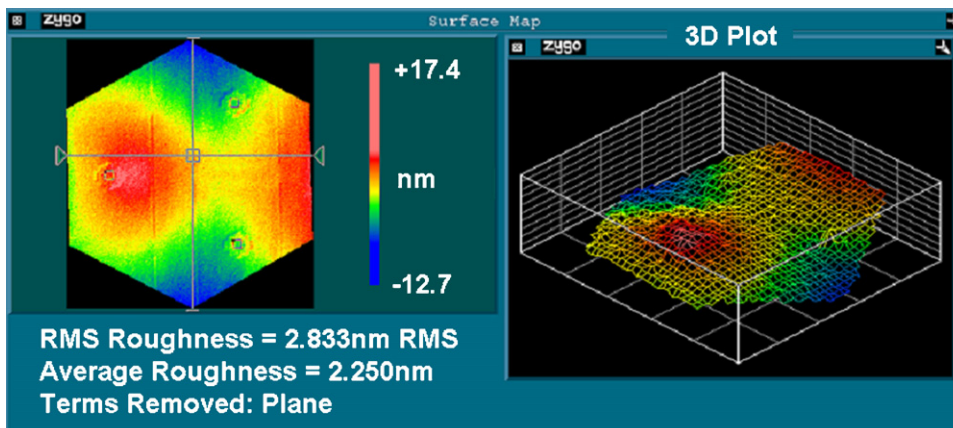 zygo
Surface Map
+17.4
nm
-12.7
3D Plot
zygo
RMS Roughness = 2.833nm RMS
Average Roughness = 2.250nm
Terms Removed: Plane